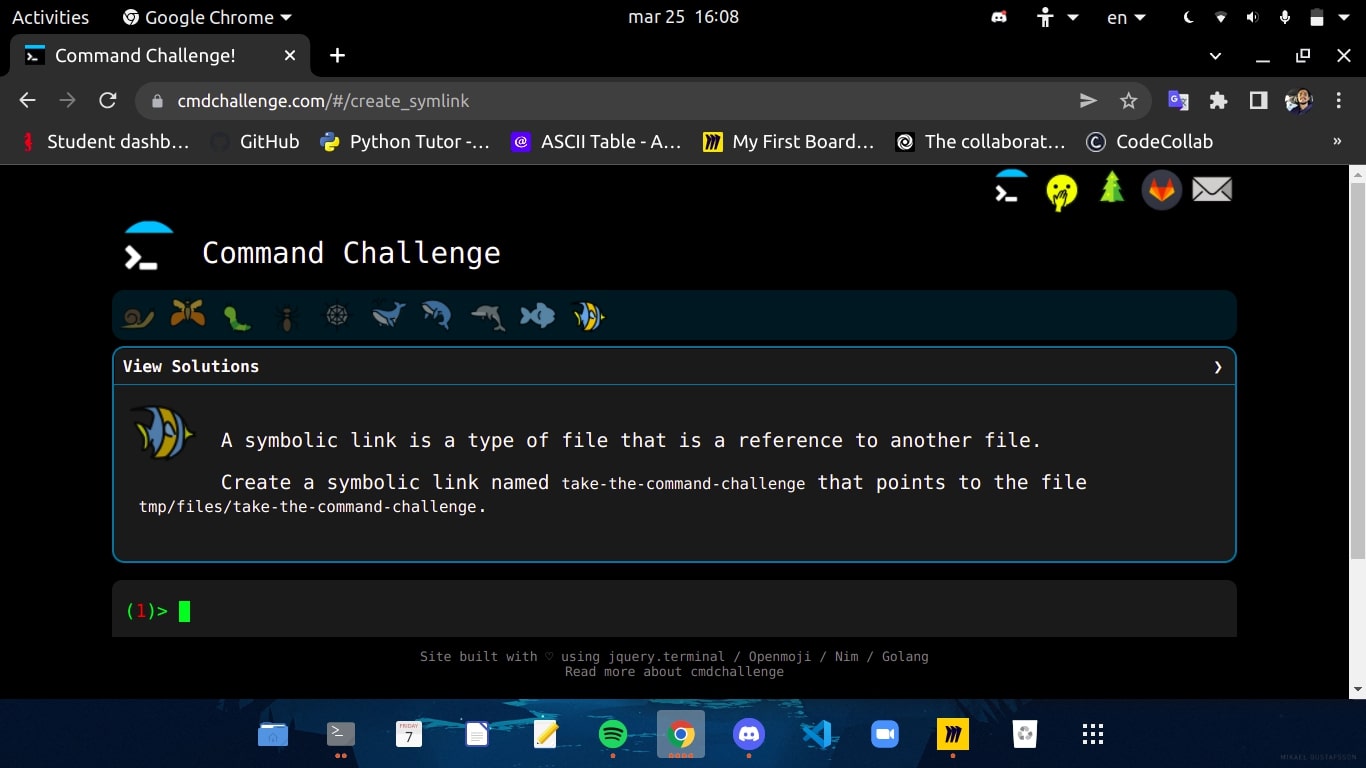 Activities Google Chrome mar 25 16:08 en
Command Challenge!
cmdchallenge.com/#/create_symlink
Student dashb... GitHub Python Tutor -... ASCII Table - A... My First Board... The collaborat... CodeCollab »
Command Challenge
View Solutions ❯
A symbolic link is a type of file that is a reference to another file.
Create a symbolic link named take-the-command-challenge that points to the file
tmp/files/take-the-command-challenge.
(1)>
Site built with ♡ using jquery.terminal / Openmoji / Nim / Golang
Read more about cmdchallenge
FRIDAY
7
MIKAEL GUSTAFSSON